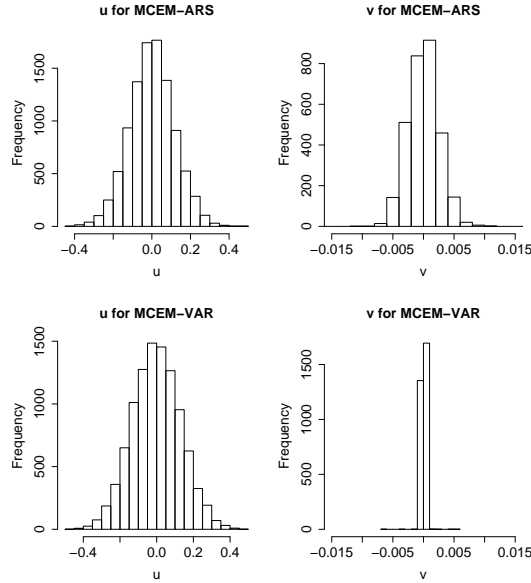 u for MCEM−ARS
Frequency
0 500 1000 1500
−0.4 0.0 0.2 0.4
u
v for MCEM−ARS
Frequency
0 200 400 600 800
−0.015 −0.005 0.005 0.015
v
u for MCEM−VAR
Frequency
0 500 1000 1500
−0.4 0.0 0.2 0.4
u
v for MCEM−VAR
Frequency
0 500 1000 1500
−0.015 −0.005 0.005 0.015
v